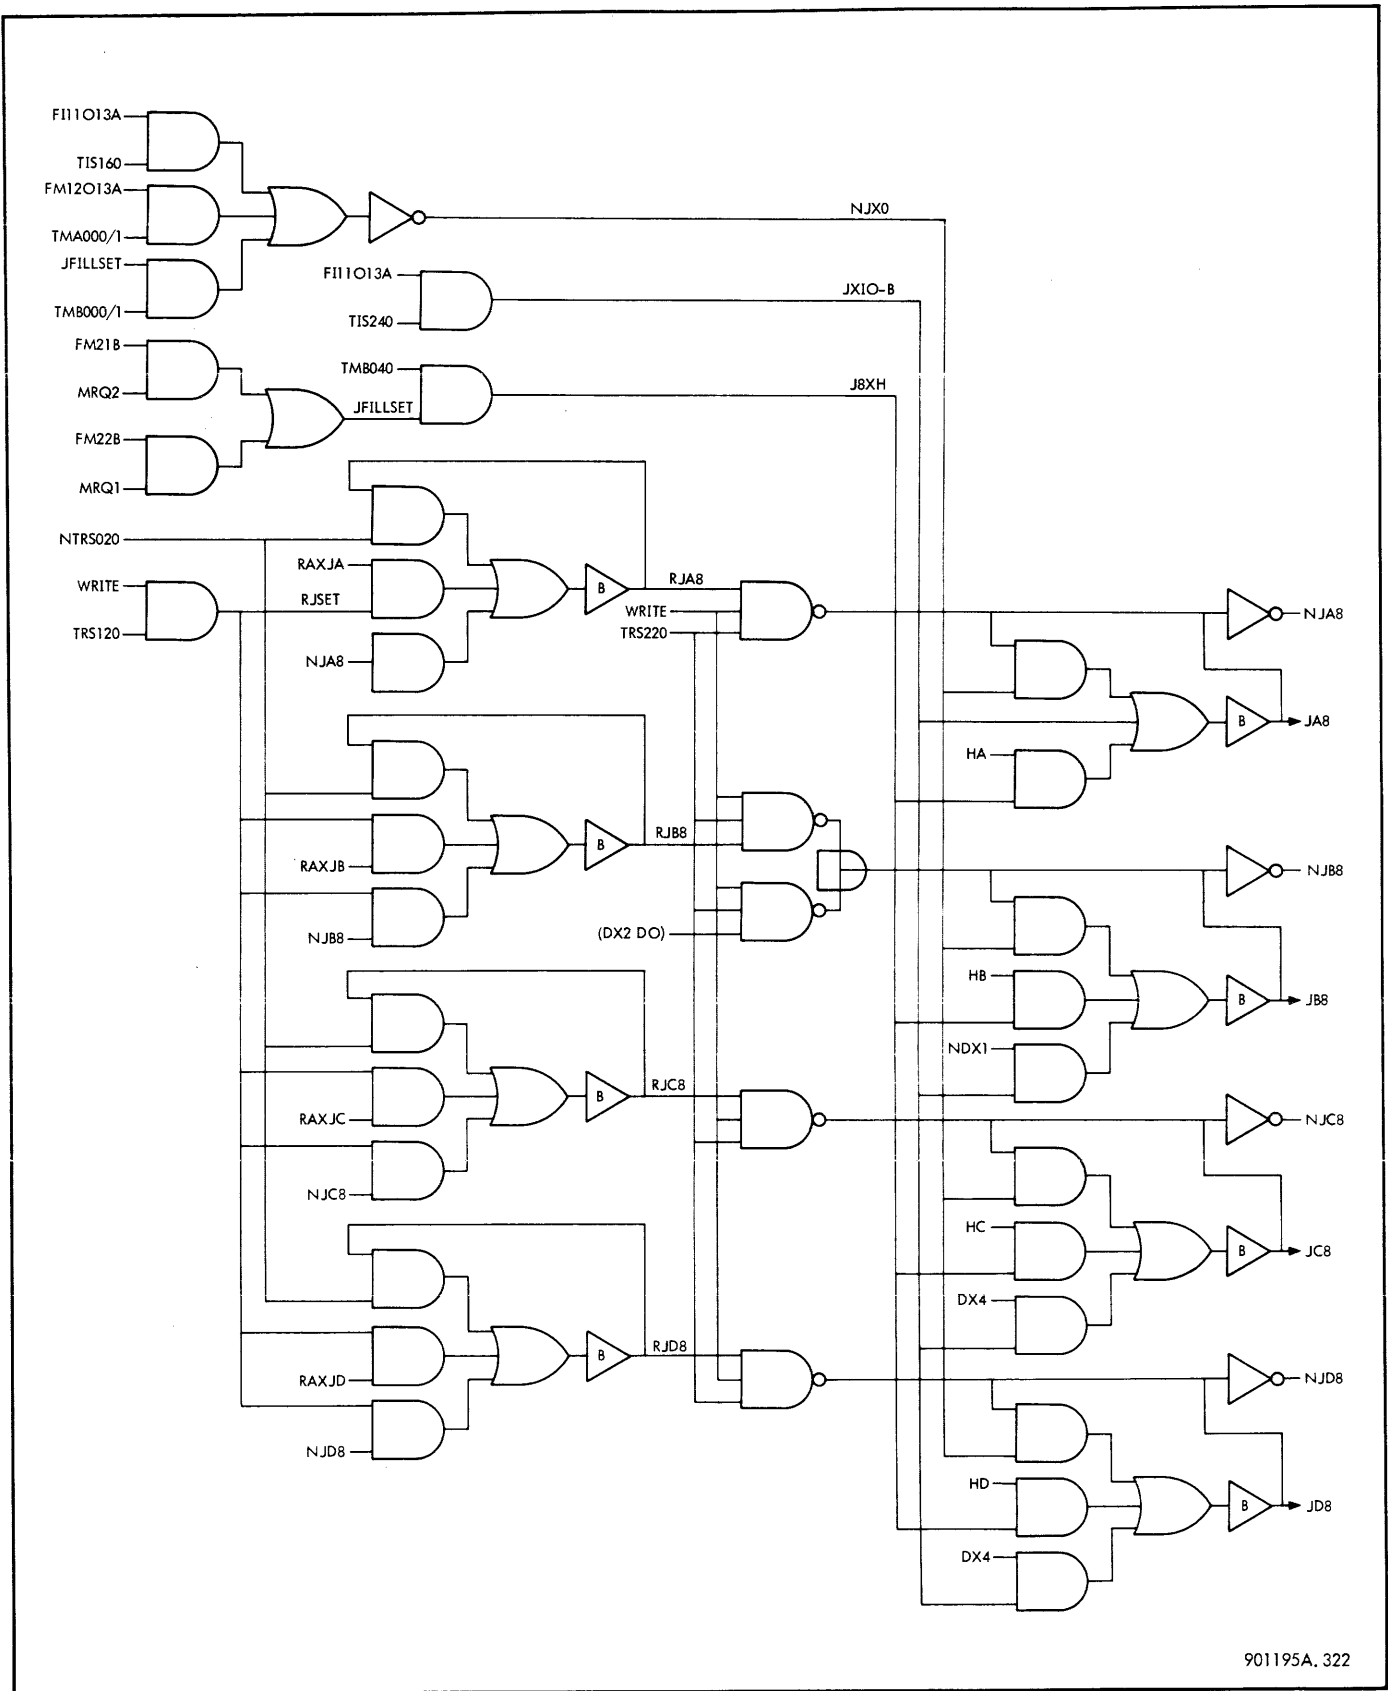 FI11O13A
TIS160
FM12O13A
TMA000/1
JFILLSET
TMB000/1
FM21B
MRQ2
FM22B
MRQ1
NJX0
FI11O13A
TIS240
JXIO-B
TMB040
JFILLSET
J8XH
NTRS020
WRITE
TRS120
RJSET
RAXJA
NJA8
B
RJA8
WRITE
TRS220
NJA8
HA
B
JA8
RAXJB
NJB8
B
RJB8
(DX2 DO)
NJB8
HB
NDX1
B
JB8
RAXJC
NJC8
B
RJC8
NJC8
HC
DX4
B
JC8
RAXJD
NJD8
B
RJD8
NJD8
HD
DX4
B
JD8
901195A. 322